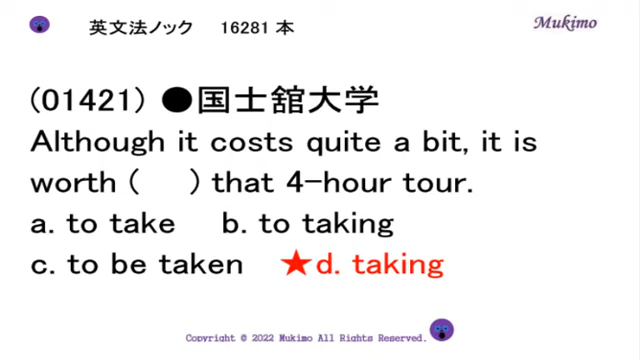 英文法ノック 16281 本
Mukimo
(01421) ●国士舘大学
Although it costs quite a bit, it is
worth ( ) that 4-hour tour.
a. to take b. to taking
c. to be taken ★d. taking
Copyright © 2022 Mukimo All Rights Reserved.